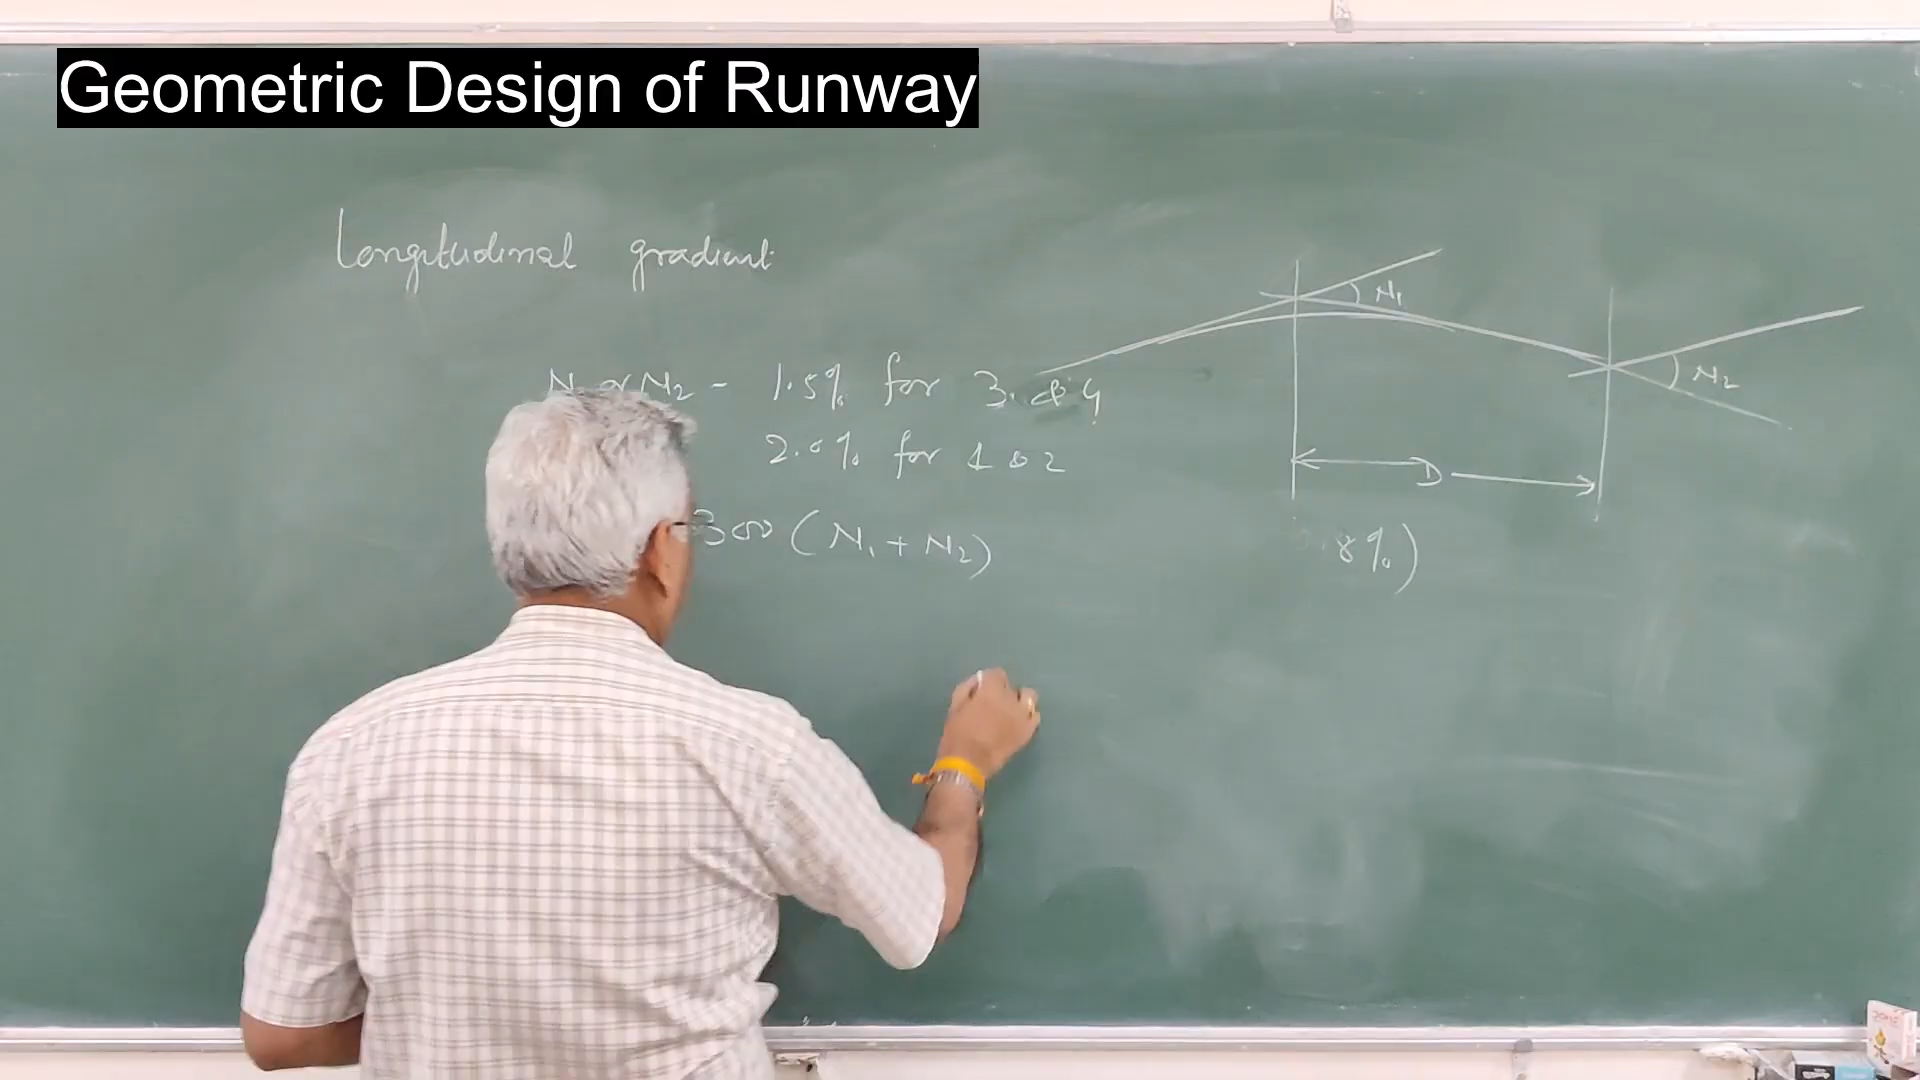 Geometric Design of Runway
Longitudinal gradient
N1
N2
N or N2 - 1.5% for 3 & 4
2.0% for 1 & 2
D
300 (N1 + N2)
8%)